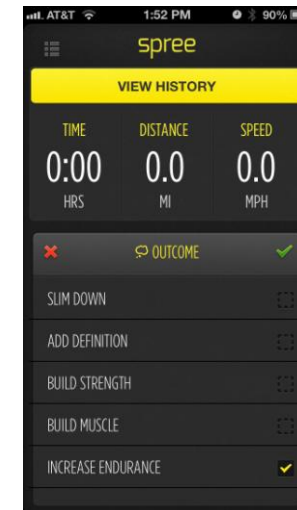 AT&T 1:52 PM 90%
spree
VIEW HISTORY
TIME DISTANCE SPEED
0:00 0.0 0.0
HRS MI MPH
OUTCOME
SLIM DOWN
ADD DEFINITION
BUILD STRENGTH
BUILD MUSCLE
INCREASE ENDURANCE